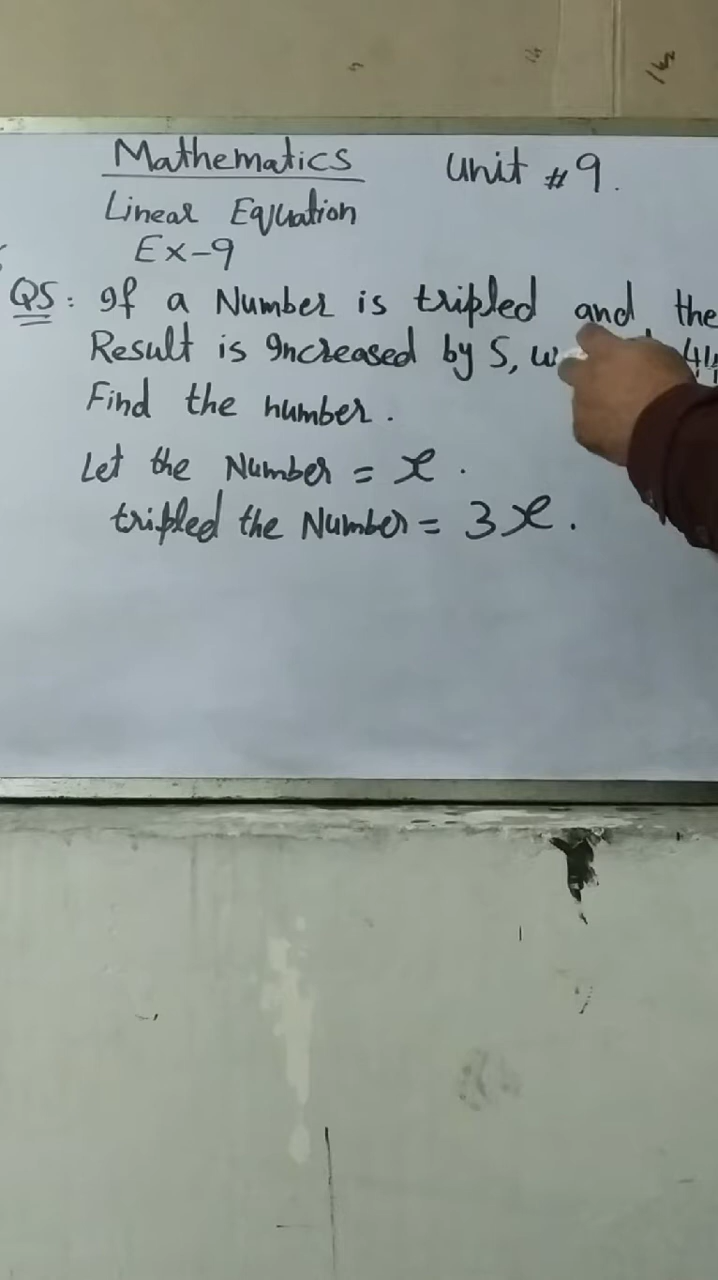 Mathematics Unit # 9.
Linear Equation
Ex-9
Q5: If a Number is tripled and the
Result is Increased by 5, 44
Find the number.
Let the Number = x.
tripled the Number = 3x.